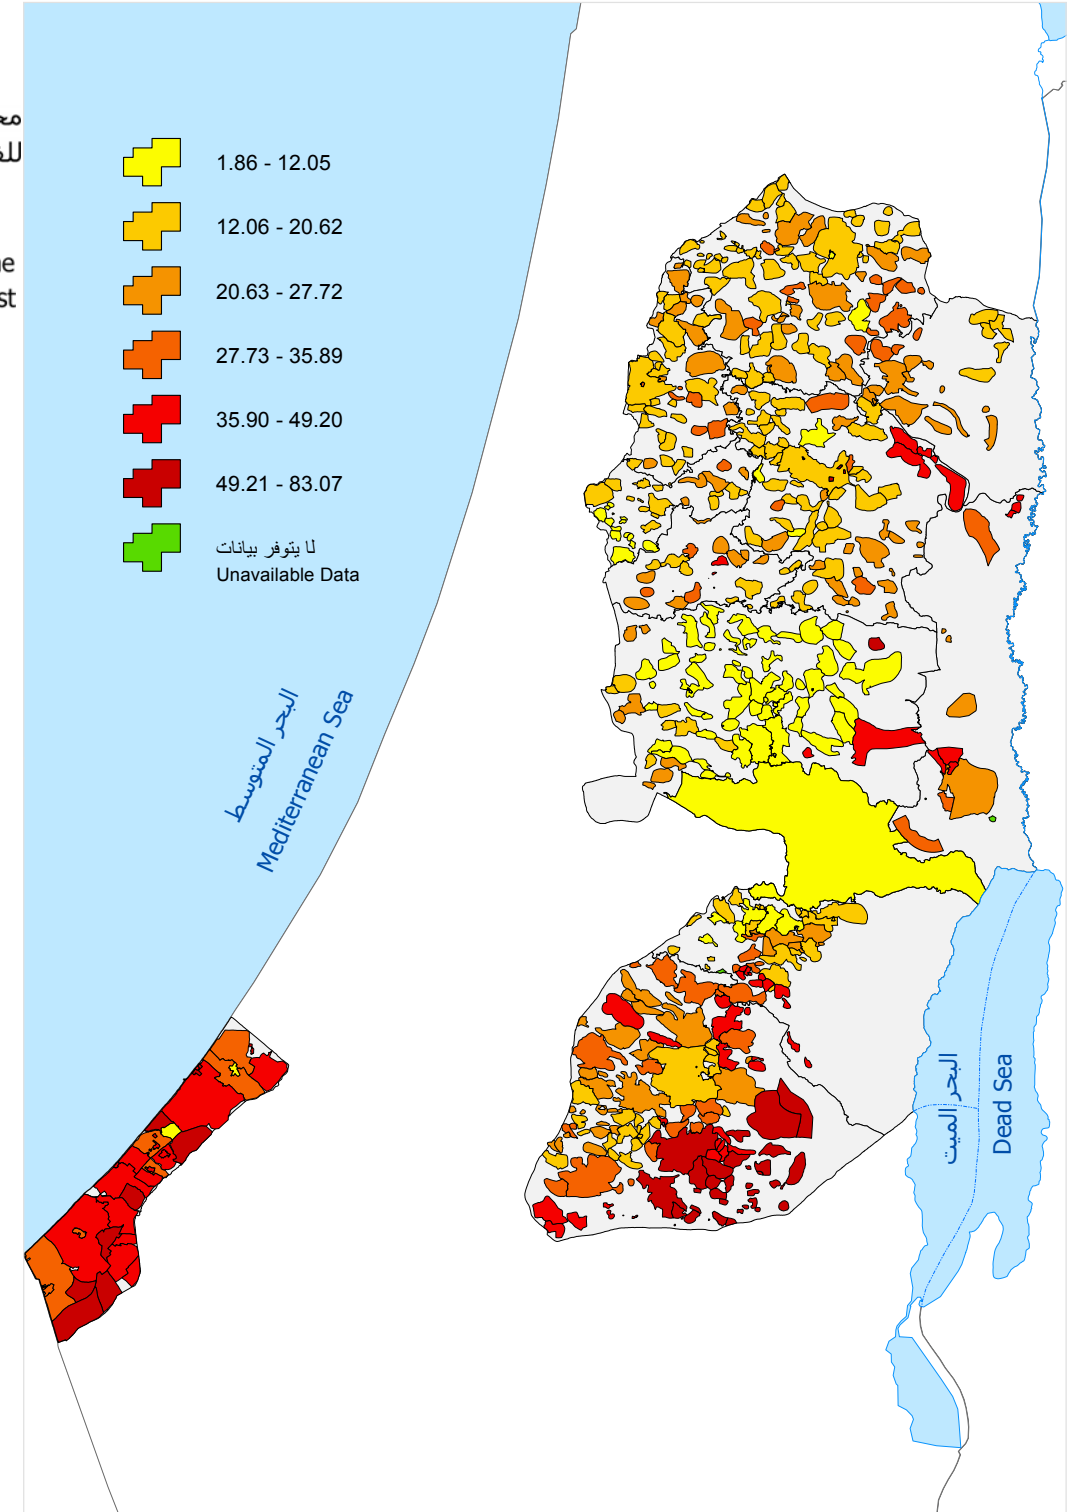 1.86 - 12.05
12.06 - 20.62
20.63 - 27.72
27.73 - 35.89
35.90 - 49.20
49.21 - 83.07
لا يتوفر بيانات
Unavailable Data
البحر المتوسط
Mediterranean Sea
البحر الميت
Dead Sea